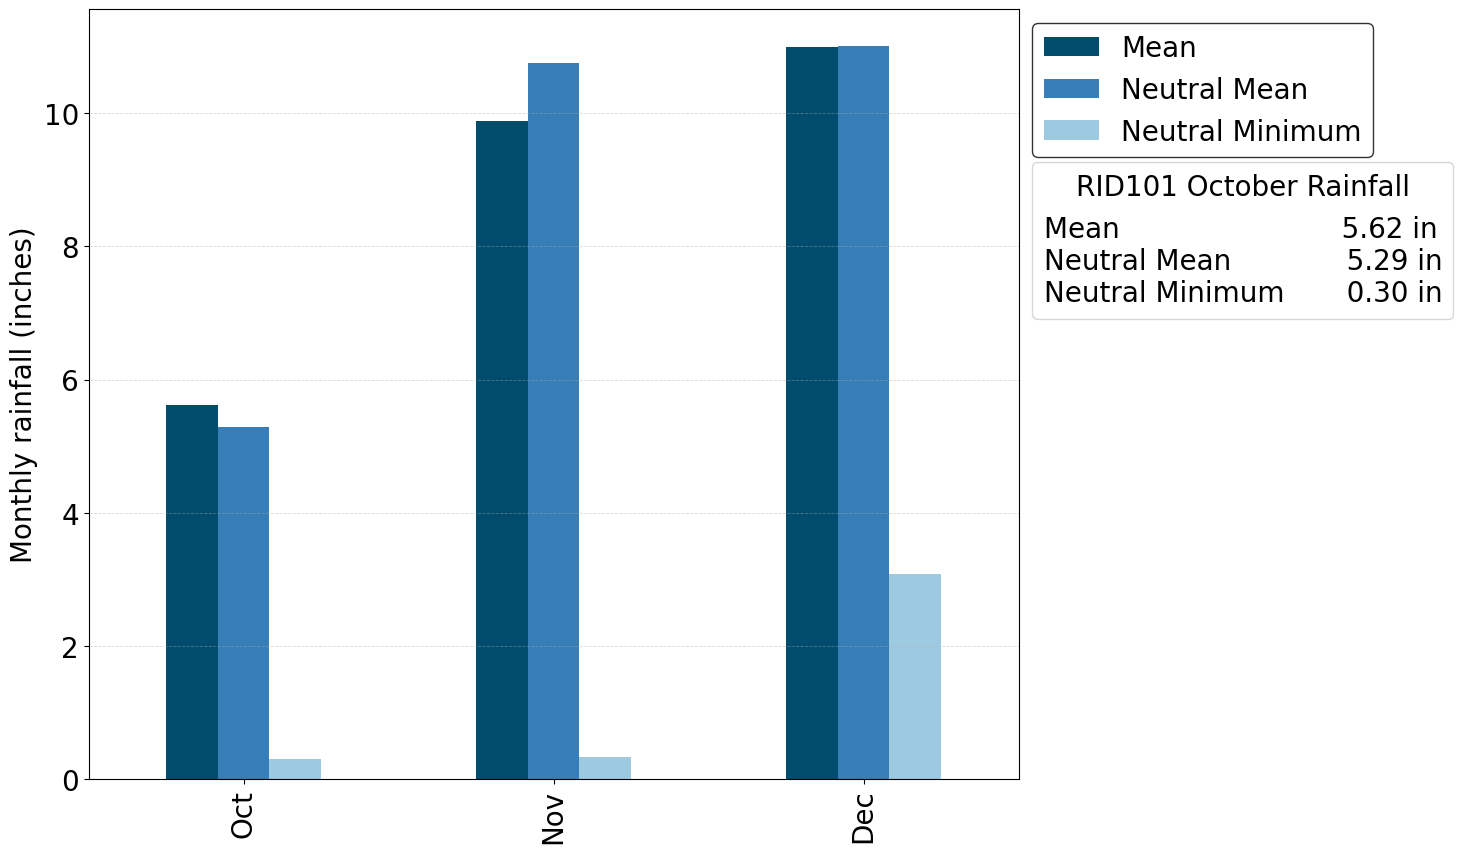 Monthly rainfall (inches)
10
8
6
4
2
0
Oct
Nov
Dec
Mean
Neutral Mean
Neutral Minimum
RID101 October Rainfall
Mean 5.62 in
Neutral Mean 5.29 in
Neutral Minimum 0.30 in